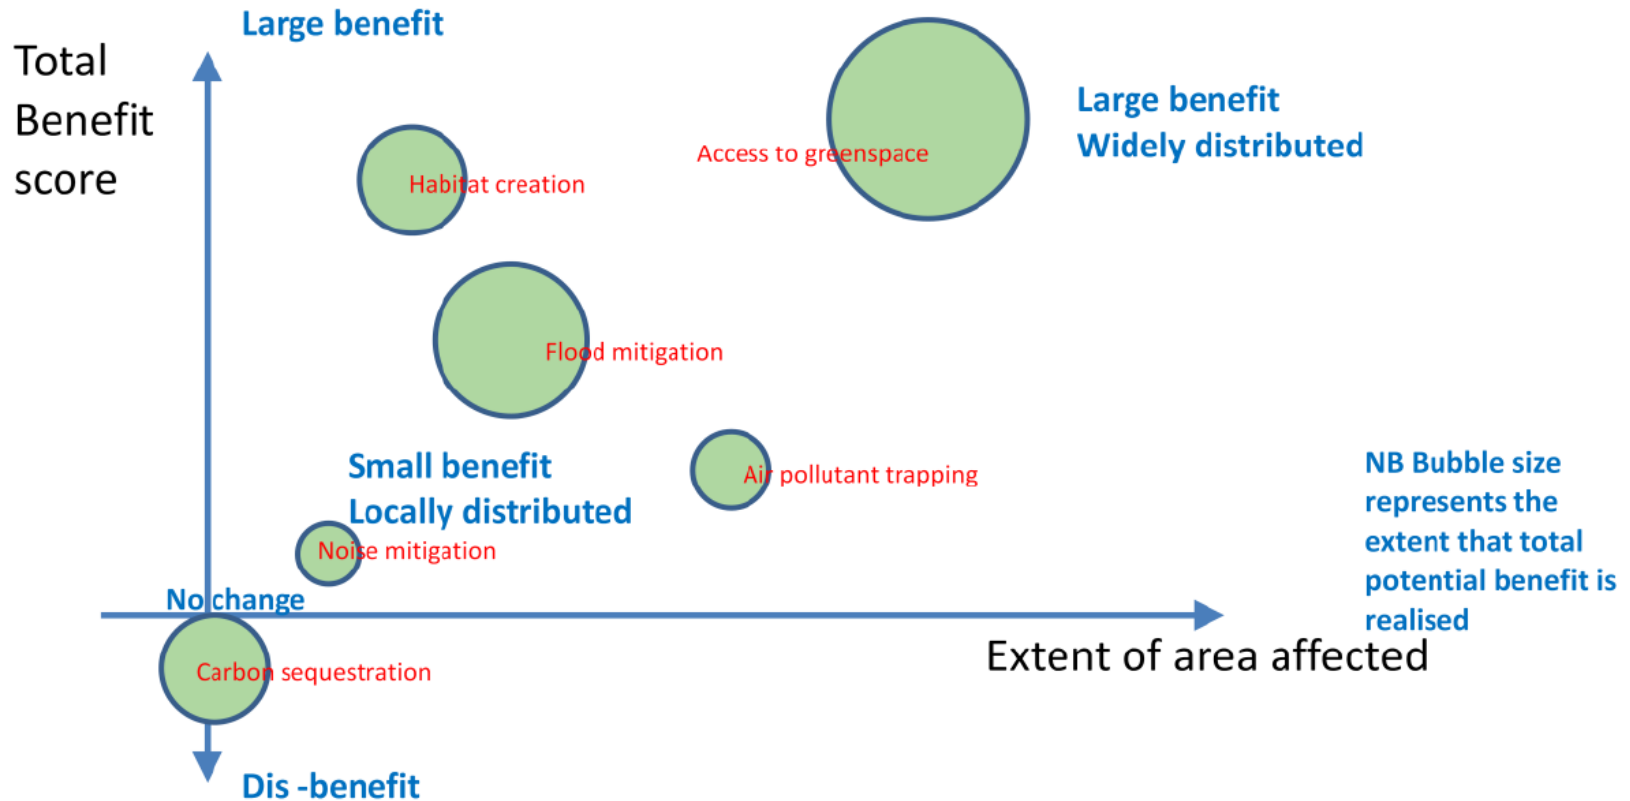 Large benefit
Total
Benefit
score
Large benefit
Widely distributed
Access to greenspace
Habitat creation
Flood mitigation
Small benefit
Locally distributed
Air pollutant trapping
NB Bubble size
represents the
extent that total
potential benefit is
realised
Noise mitigation
No change
Extent of area affected
Carbon sequestration
Dis -benefit